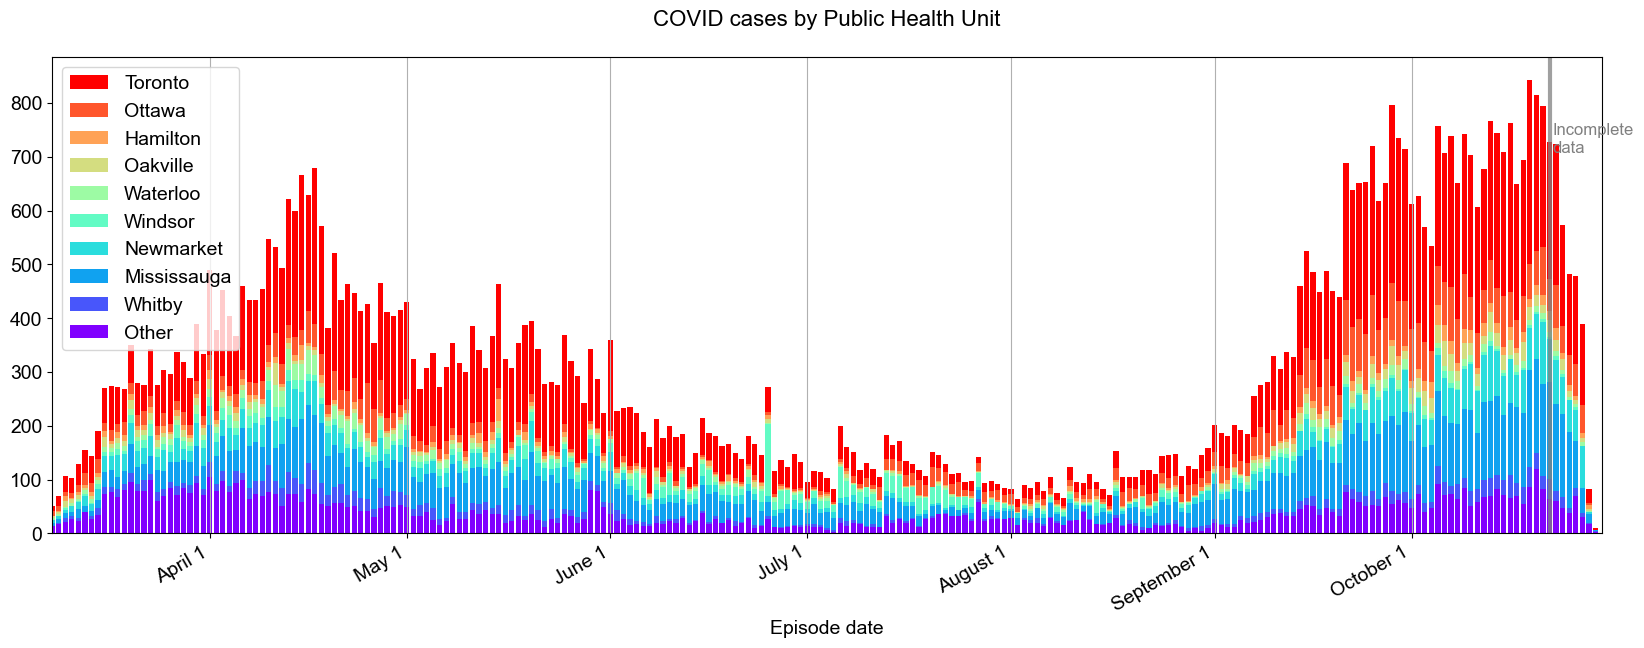 COVID cases by Public Health Unit
800
700
600
500
400
300
200
100
0
Toronto
Ottawa
Hamilton
Oakville
Waterloo
Windsor
Newmarket
Mississauga
Whitby
Other
Incomplete
data
April 1
May 1
June 1
July 1
August 1
September 1
October 1
Episode date